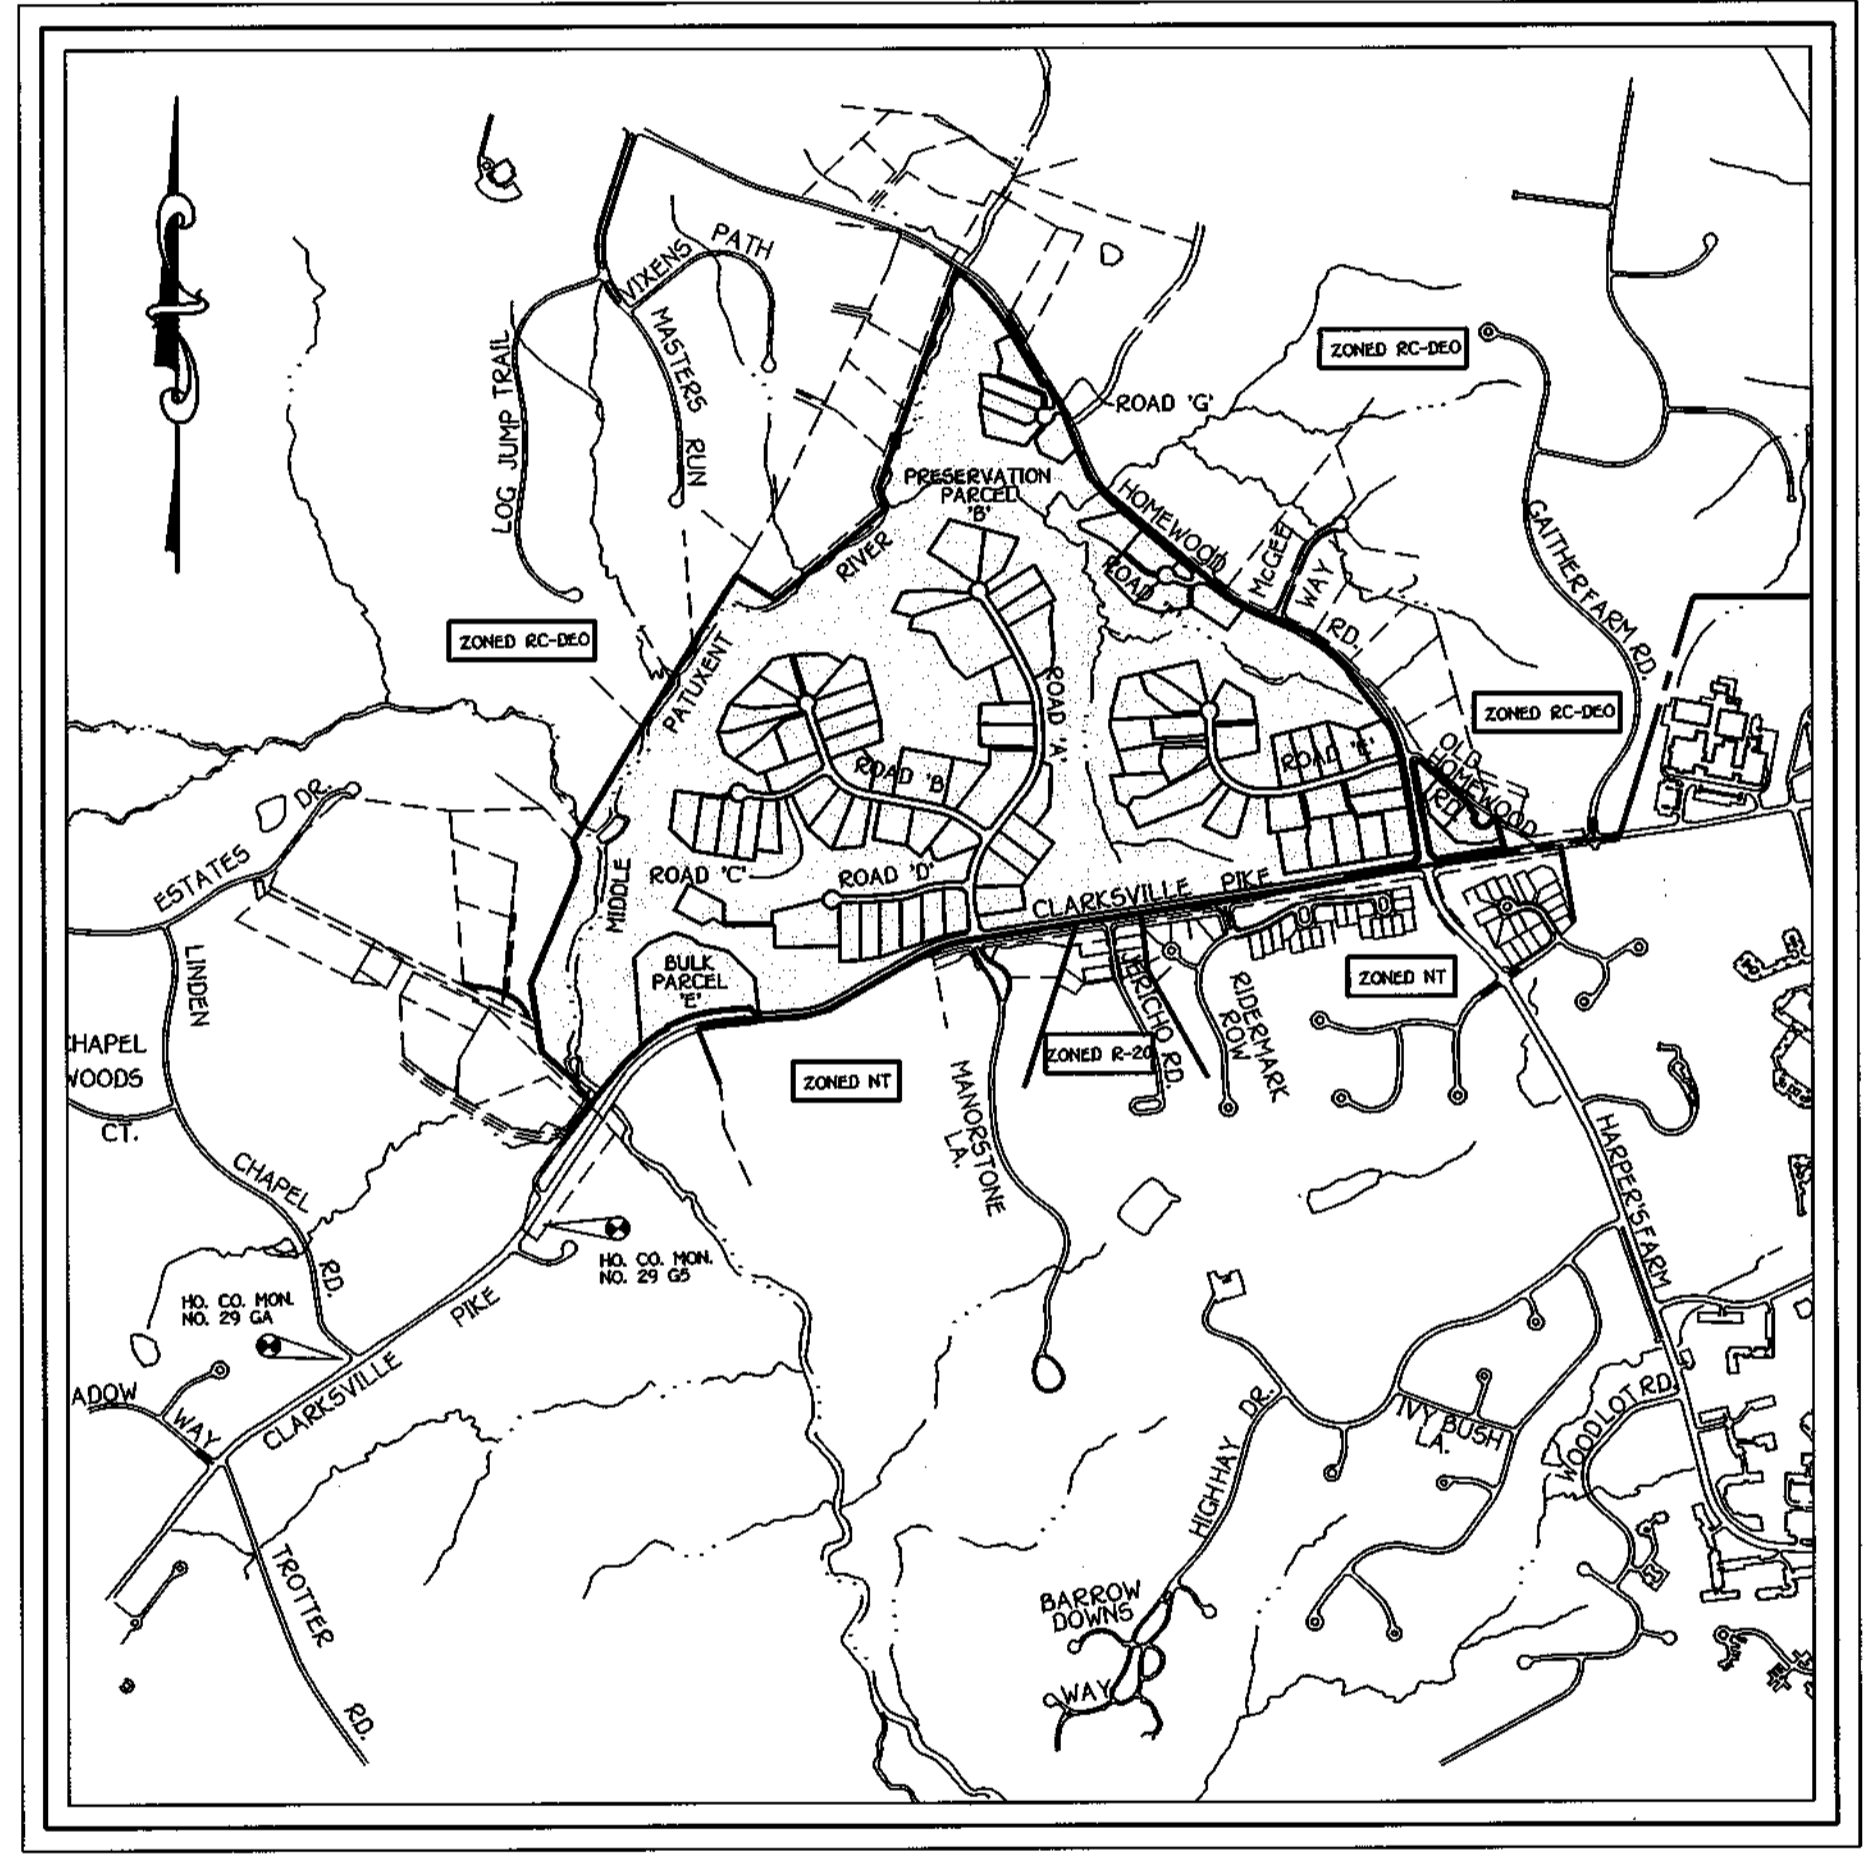 VIXENS
PATH
MASTERS
RUN
LOG JUMP TRAIL
ZONED RC-DEO
ROAD 'G'
PRESERVATION
PARCEL
'B'
HOMEWOOD
RD.
McGEE
WAY
GAITHER FARM RD.
RIVER
ZONED RC-DEO
PATUXENT
MIDDLE
ROAD
ROAD 'A'
ZONED RC-DEO
OLD
HOMEWOOD
RD.
ROAD 'B'
ROAD 'E'
ROAD 'C'
ROAD 'D'
CLARKSVILLE PIKE
ESTATES DR.
LINDEN
BULK
PARCEL
'E'
ZONED NT
ZONED R-20
ZONED NT
JERICHO RD.
RIDERMARK
ROW
MANORSTONE
LA.
CHAPEL
WOODS
CT.
CHAPEL
RD.
HARPER'S FARM
HO. CO. MON.
NO. 29 G5
HO. CO. MON.
NO. 29 GA
PIKE
CLARKSVILLE
ADOW
WAY
TROTTER
RD.
HIGHHAY DR.
IVY BUSH
LA.
WOODLOT RD.
BARROW
DOWNS
WAY